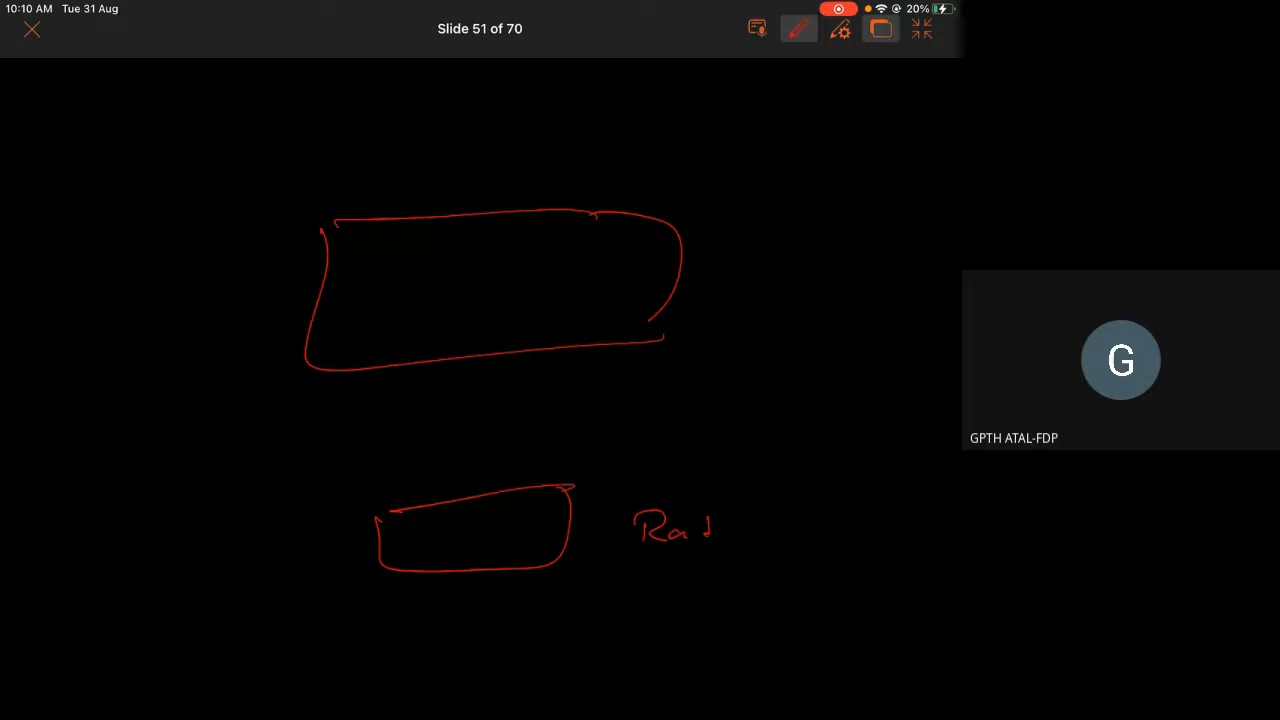 10:10 AM Tue 31 Aug
20%
Slide 51 of 70
G
GPTH ATAL-FDP